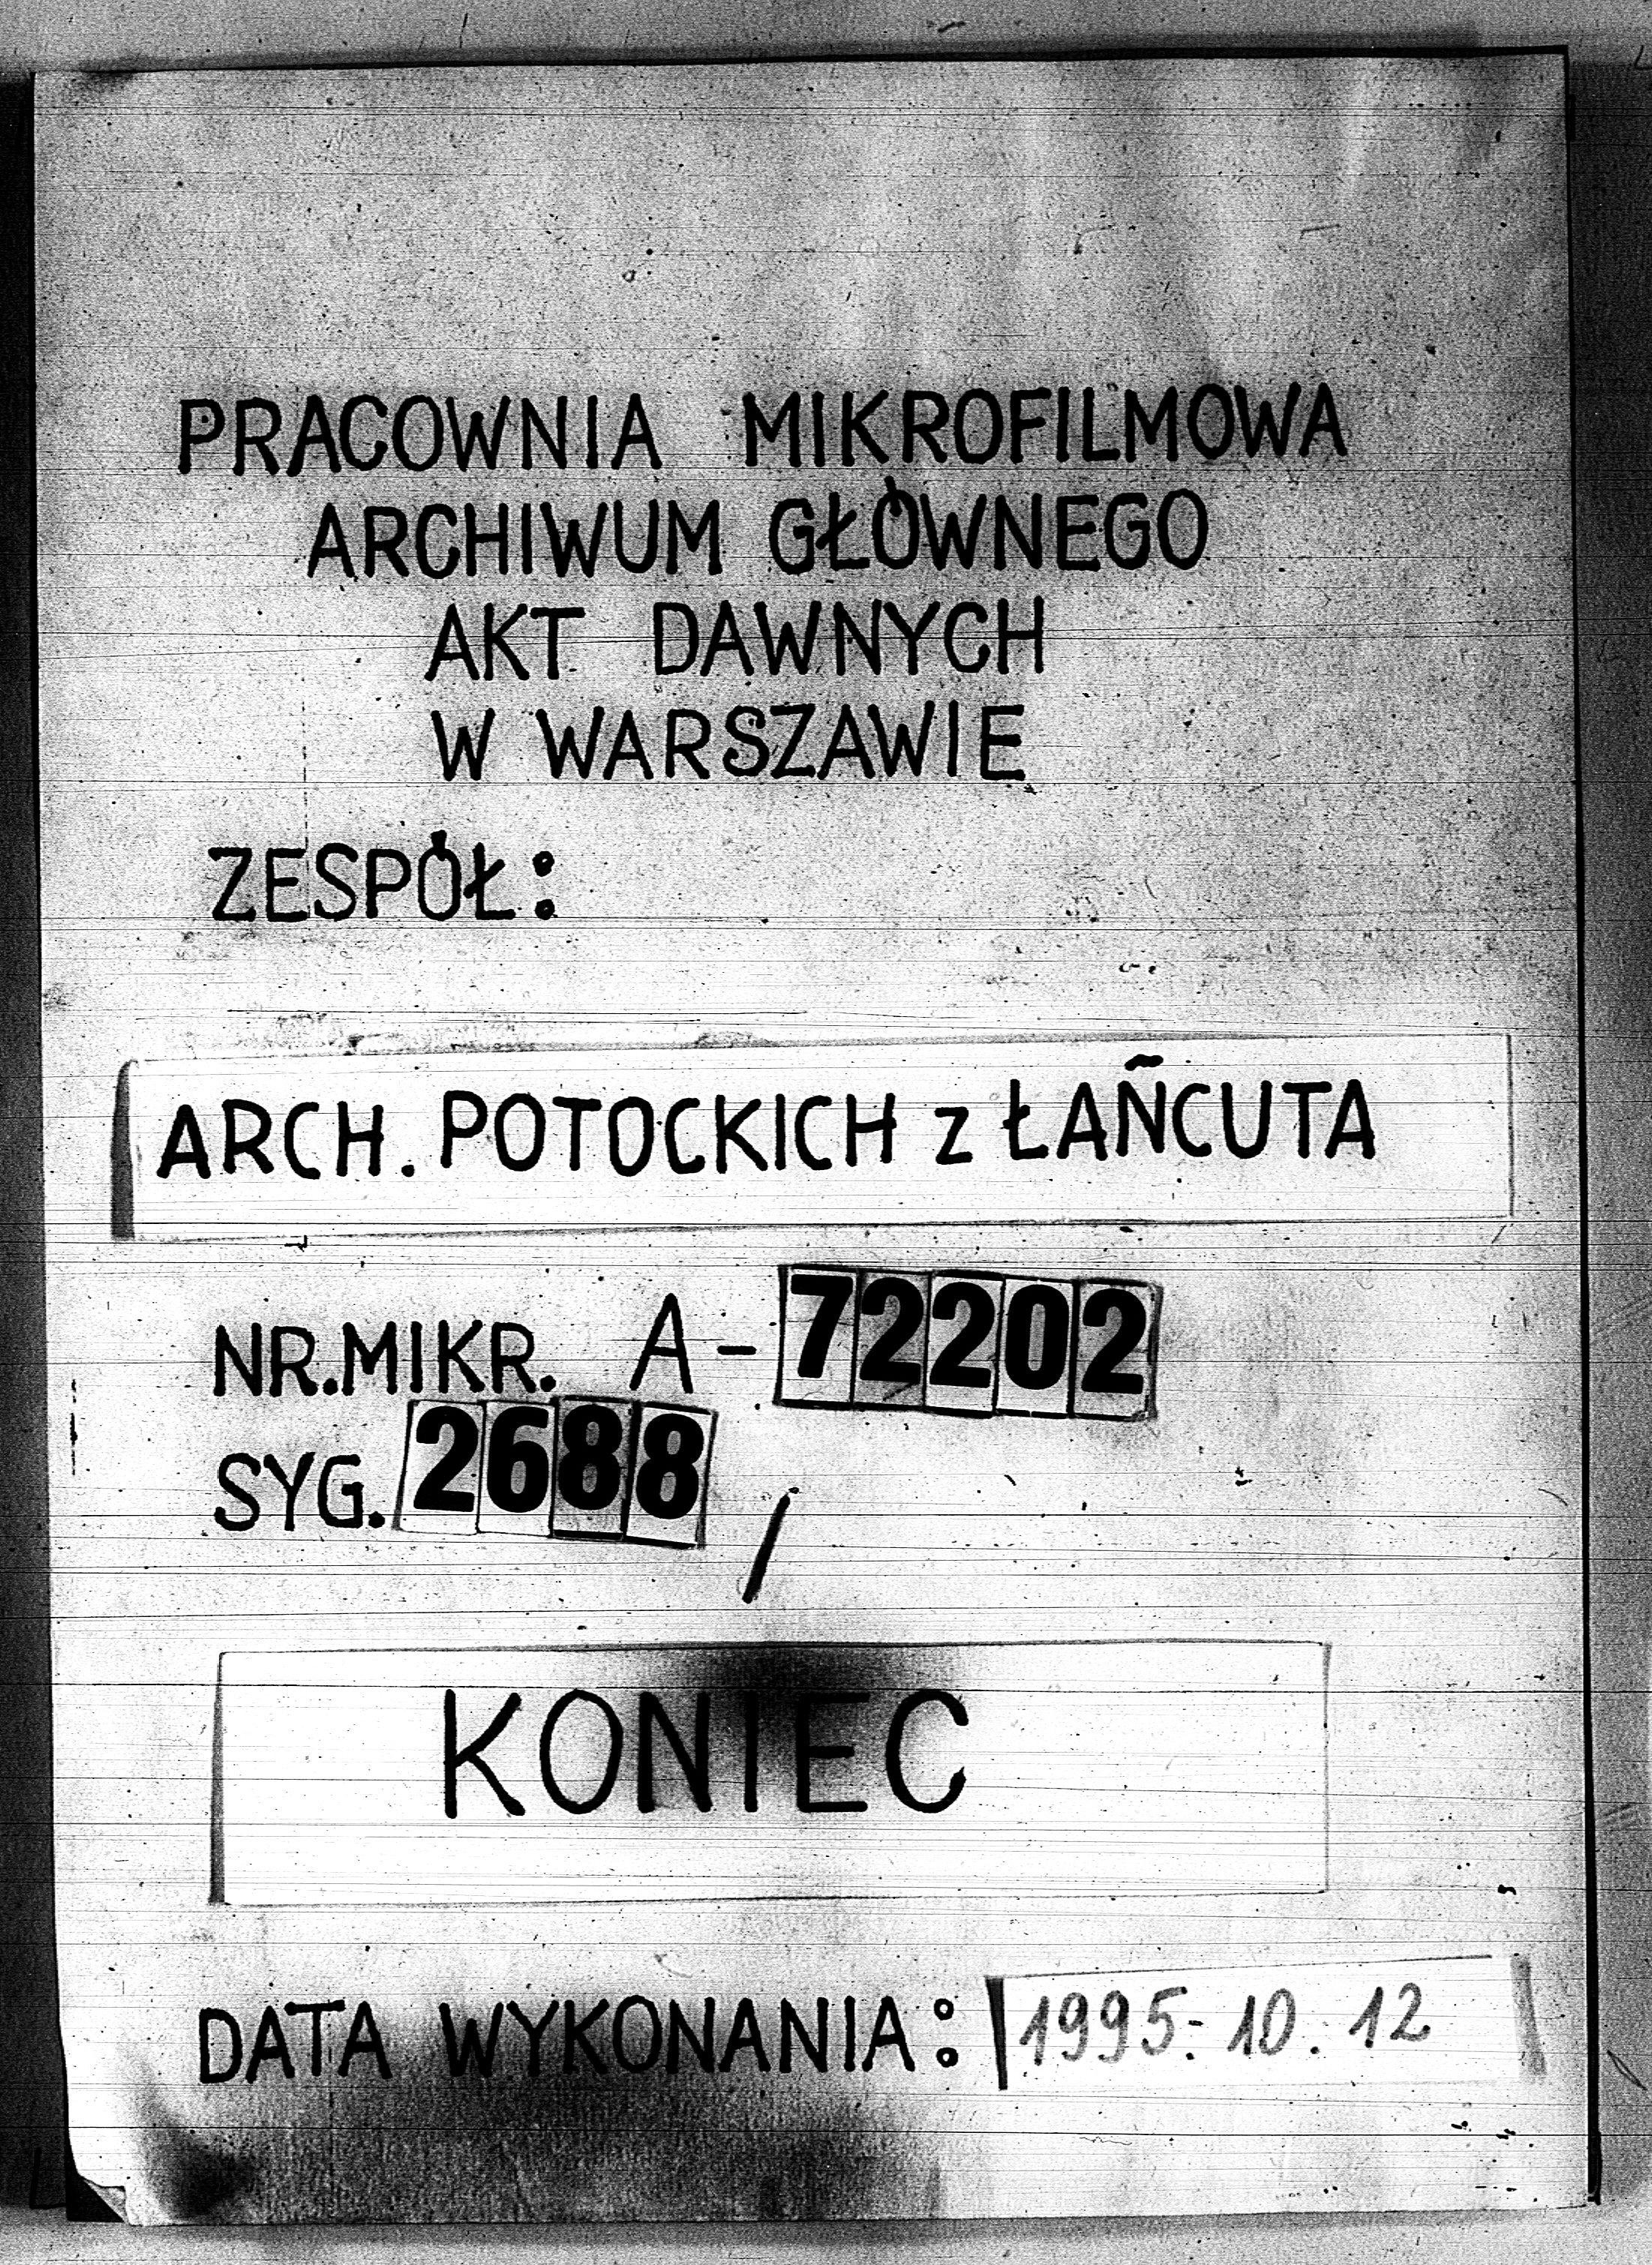 PRACOWNIA MIKROFILMOWA
ARCHIWUM GŁÓWNEGO
AKT DAWNYCH
W WARSZAWIE
ZESPÓŁ:
ARCH. POTOCKICH z ŁAŃCUTA
NR.MIKR. A-72202
SYG. 2688 /
KONIEC
DATA WYKONANIA: 1995.10.12